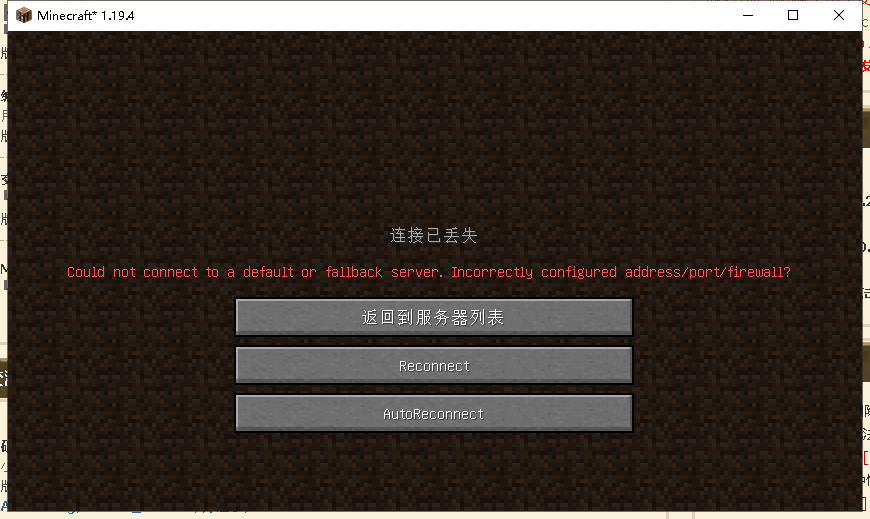 Minecraft* 1.19.4
连接已丢失
Could not connect to a default or fallback server. Incorrectly configured address/port/firewall?
返回到服务器列表
Reconnect
AutoReconnect